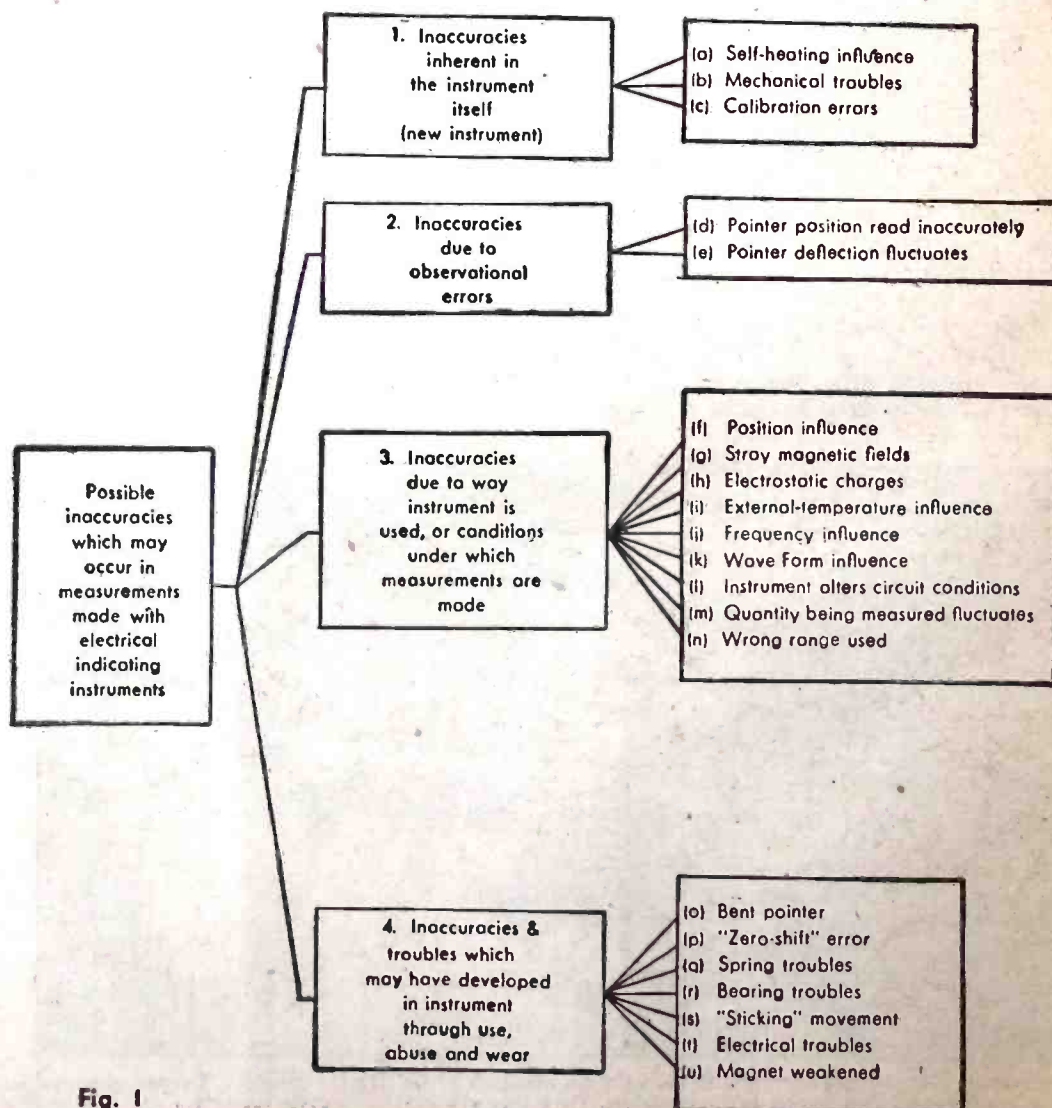 1. Inaccuracies
inherent in
the instrument
itself
(new instrument)
(a) Self-heating influence
(b) Mechanical troubles
(c) Calibration errors
2. Inaccuracies
due to
observational
errors
(d) Pointer position read inaccurately
(e) Pointer deflection fluctuates
Possible
inaccuracies
which may
occur in
measurements
made with
electrical
indicating
instruments
3. Inaccuracies
due to way
instrument is
used, or conditions
under which
measurements are
made
(f) Position influence
(g) Stray magnetic fields
(h) Electrostatic charges
(i) External-temperature influence
(j) Frequency influence
(k) Wave Form influence
(l) Instrument alters circuit conditions
(m) Quantity being measured fluctuates
(n) Wrong range used
4. Inaccuracies &
troubles which
may have developed
in instrument
through use,
abuse and wear
(o) Bent pointer
(p) "Zero-shift" error
(q) Spring troubles
(r) Bearing troubles
(s) "Sticking" movement
(t) Electrical troubles
(u) Magnet weakened
Fig. 1